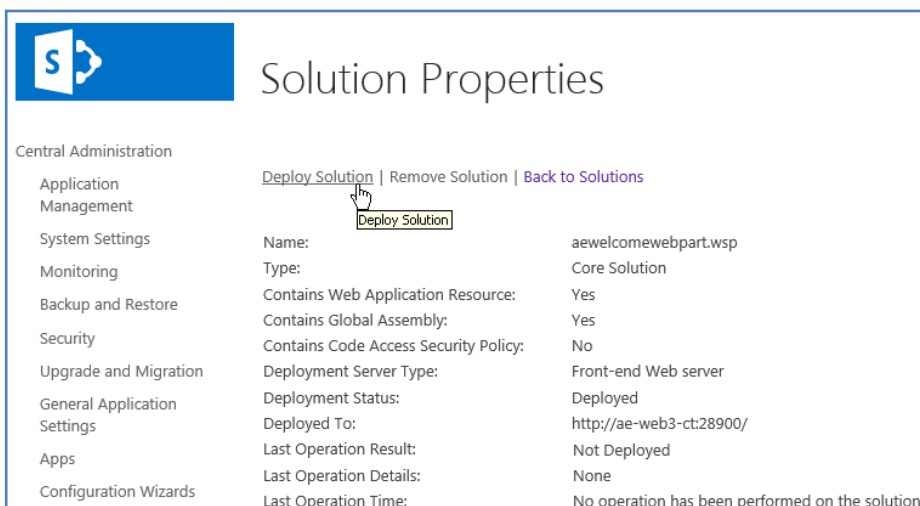 S
Solution Properties
Central Administration
Application
Management
System Settings
Monitoring
Backup and Restore
Security
Upgrade and Migration
General Application
Settings
Apps
Configuration Wizards
Deploy Solution | Remove Solution | Back to Solutions
Deploy Solution
Name: aewelcomewebpart.wsp
Type: Core Solution
Contains Web Application Resource: Yes
Contains Global Assembly: Yes
Contains Code Access Security Policy: No
Deployment Server Type: Front-end Web server
Deployment Status: Deployed
Deployed To: http://ae-web3-ct:28900/
Last Operation Result: Not Deployed
Last Operation Details: None
Last Operation Time: No operation has been performed on the solution